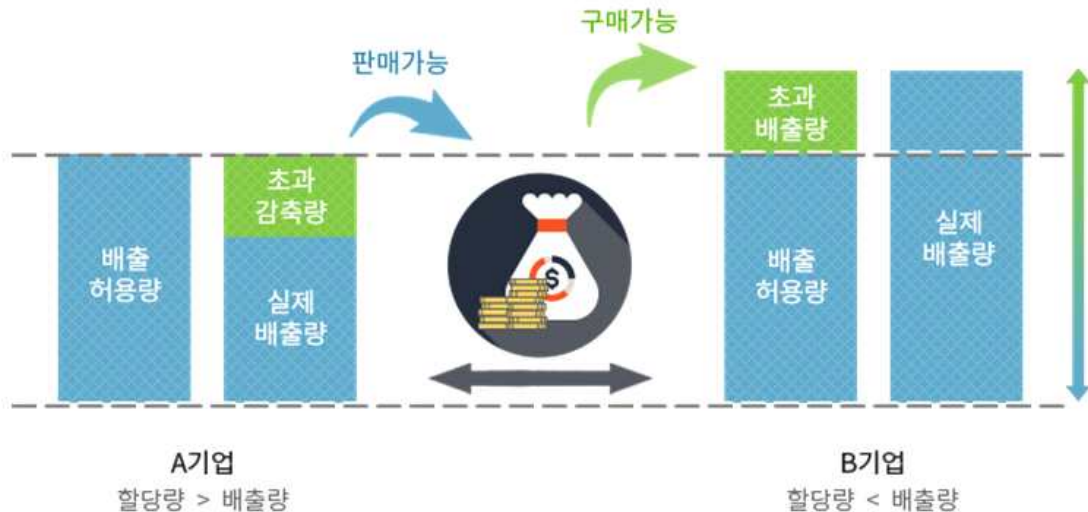 구매가능
판매가능
초과
배출량
초과
감축량
배출
허용량
실제
배출량
$
배출
허용량
실제
배출량
A기업
할당량 > 배출량
B기업
할당량 < 배출량